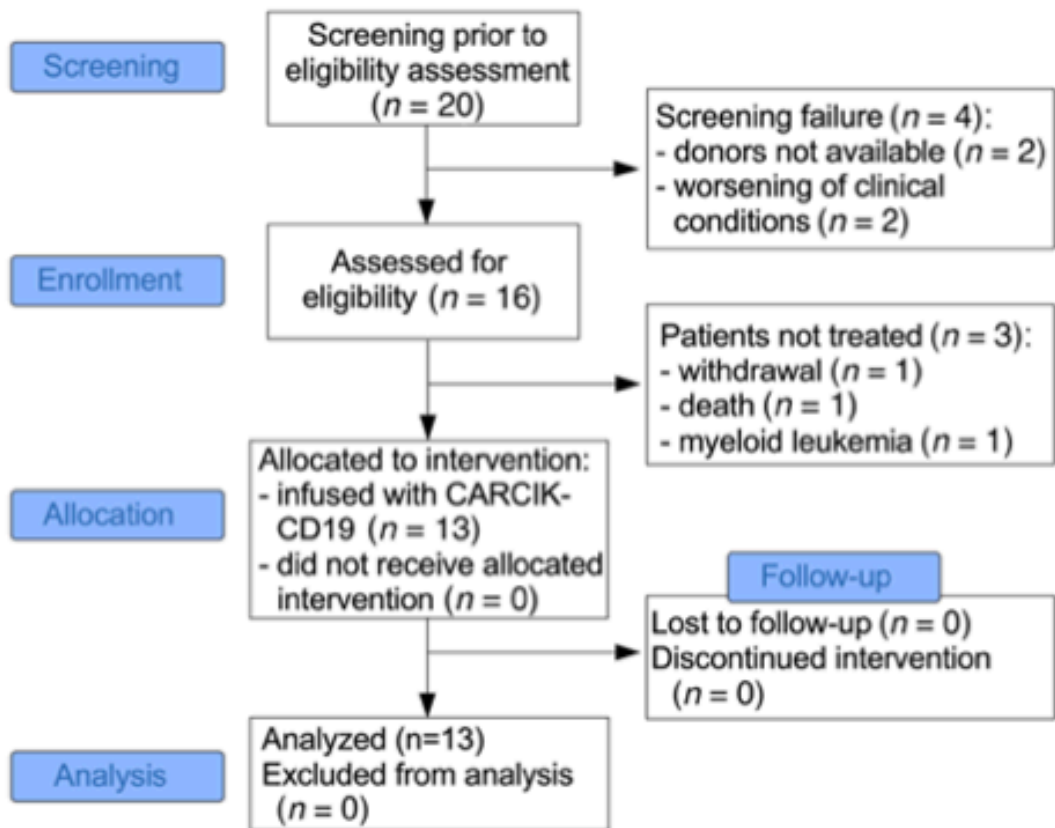 Screening
Screening prior to
eligibility assessment
(n = 20)
Screening failure (n = 4):
- donors not available (n = 2)
- worsening of clinical
conditions (n = 2)
Enrollment
Assessed for
eligibility (n = 16)
Patients not treated (n = 3):
- withdrawal (n = 1)
- death (n = 1)
- myeloid leukemia (n = 1)
Allocation
Allocated to intervention:
- infused with CARCIK-
CD19 (n = 13)
- did not receive allocated
intervention (n = 0)
Follow-up
Lost to follow-up (n = 0)
Discontinued intervention
(n = 0)
Analysis
Analyzed (n=13)
Excluded from analysis
(n = 0)